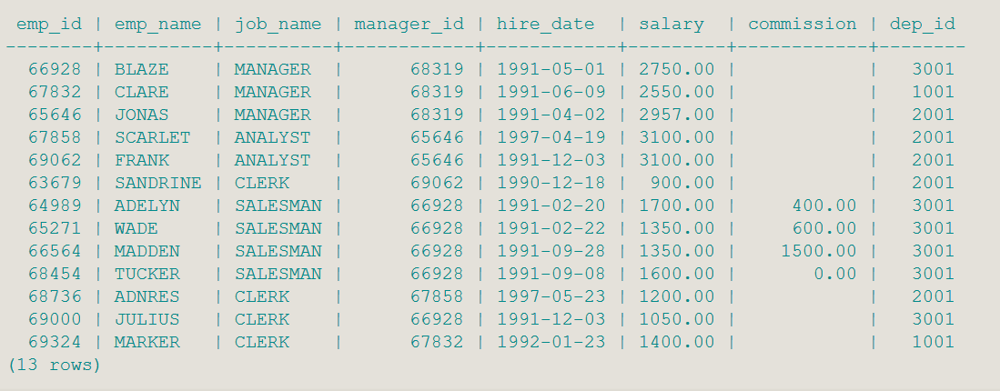 emp_id | emp_name | job_name | manager_id | hire_date | salary | commission | dep_id
--------+----------+----------+------------+------------+---------+------------+--------
66928 | BLAZE | MANAGER | 68319 | 1991-05-01 | 2750.00 | | 3001
67832 | CLARE | MANAGER | 68319 | 1991-06-09 | 2550.00 | | 1001
65646 | JONAS | MANAGER | 68319 | 1991-04-02 | 2957.00 | | 2001
67858 | SCARLET | ANALYST | 65646 | 1997-04-19 | 3100.00 | | 2001
69062 | FRANK | ANALYST | 65646 | 1991-12-03 | 3100.00 | | 2001
63679 | SANDRINE | CLERK | 69062 | 1990-12-18 | 900.00 | | 2001
64989 | ADELYN | SALESMAN | 66928 | 1991-02-20 | 1700.00 | 400.00 | 3001
65271 | WADE | SALESMAN | 66928 | 1991-02-22 | 1350.00 | 600.00 | 3001
66564 | MADDEN | SALESMAN | 66928 | 1991-09-28 | 1350.00 | 1500.00 | 3001
68454 | TUCKER | SALESMAN | 66928 | 1991-09-08 | 1600.00 | 0.00 | 3001
68736 | ADNRES | CLERK | 67858 | 1997-05-23 | 1200.00 | | 2001
69000 | JULIUS | CLERK | 66928 | 1991-12-03 | 1050.00 | | 3001
69324 | MARKER | CLERK | 67832 | 1992-01-23 | 1400.00 | | 1001
(13 rows)